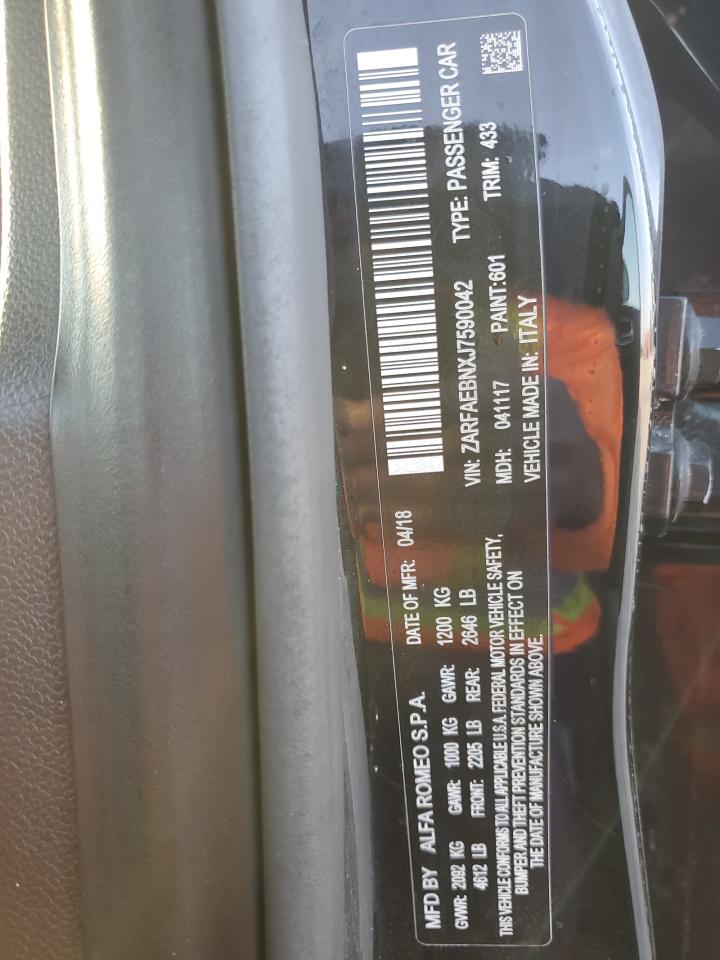 MFD BY ALFA ROMEO S.P.A. DATE OF MFR: 04/18
GVWR: 2092 KG GAWR: 1000 KG GAWR: 1200 KG
4612 LB FRONT: 2205 LB REAR: 2646 LB
THIS VEHICLE CONFORMS TO ALL APPLICABLE U.S.A. FEDERAL MOTOR VEHICLE SAFETY,
BUMPER AND THEFT PREVENTION STANDARDS IN EFFECT ON
THE DATE OF MANUFACTURE SHOWN ABOVE.
VIN: ZARFAEBNXJ7590042 TYPE: PASSENGER CAR
MDH: 041117 PAINT:601 TRIM: 433
VEHICLE MADE IN: ITALY